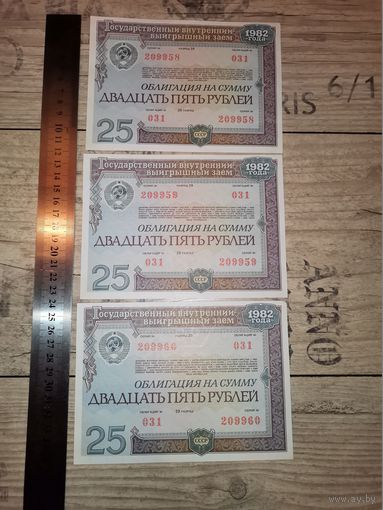 Государственный внутренний
выигрышный заем
1982
года
209958 031
ОБЛИГАЦИЯ НА СУММУ
ДВАДЦАТЬ ПЯТЬ РУБЛЕЙ
031 209958
25
СССР
Государственный внутренний
выигрышный заем
1982
года
209959 031
ОБЛИГАЦИЯ НА СУММУ
ДВАДЦАТЬ ПЯТЬ РУБЛЕЙ
031 209959
25
СССР
Государственный внутренний
выигрышный заем
1982
года
209960 031
ОБЛИГАЦИЯ НА СУММУ
ДВАДЦАТЬ ПЯТЬ РУБЛЕЙ
031 209960
25
СССР
6/1
ANNO
7 8 9 10 11 12 13 14 15 16 17 18 19 20 21 22 23 24 25 26 27 28 29 30
ay.by